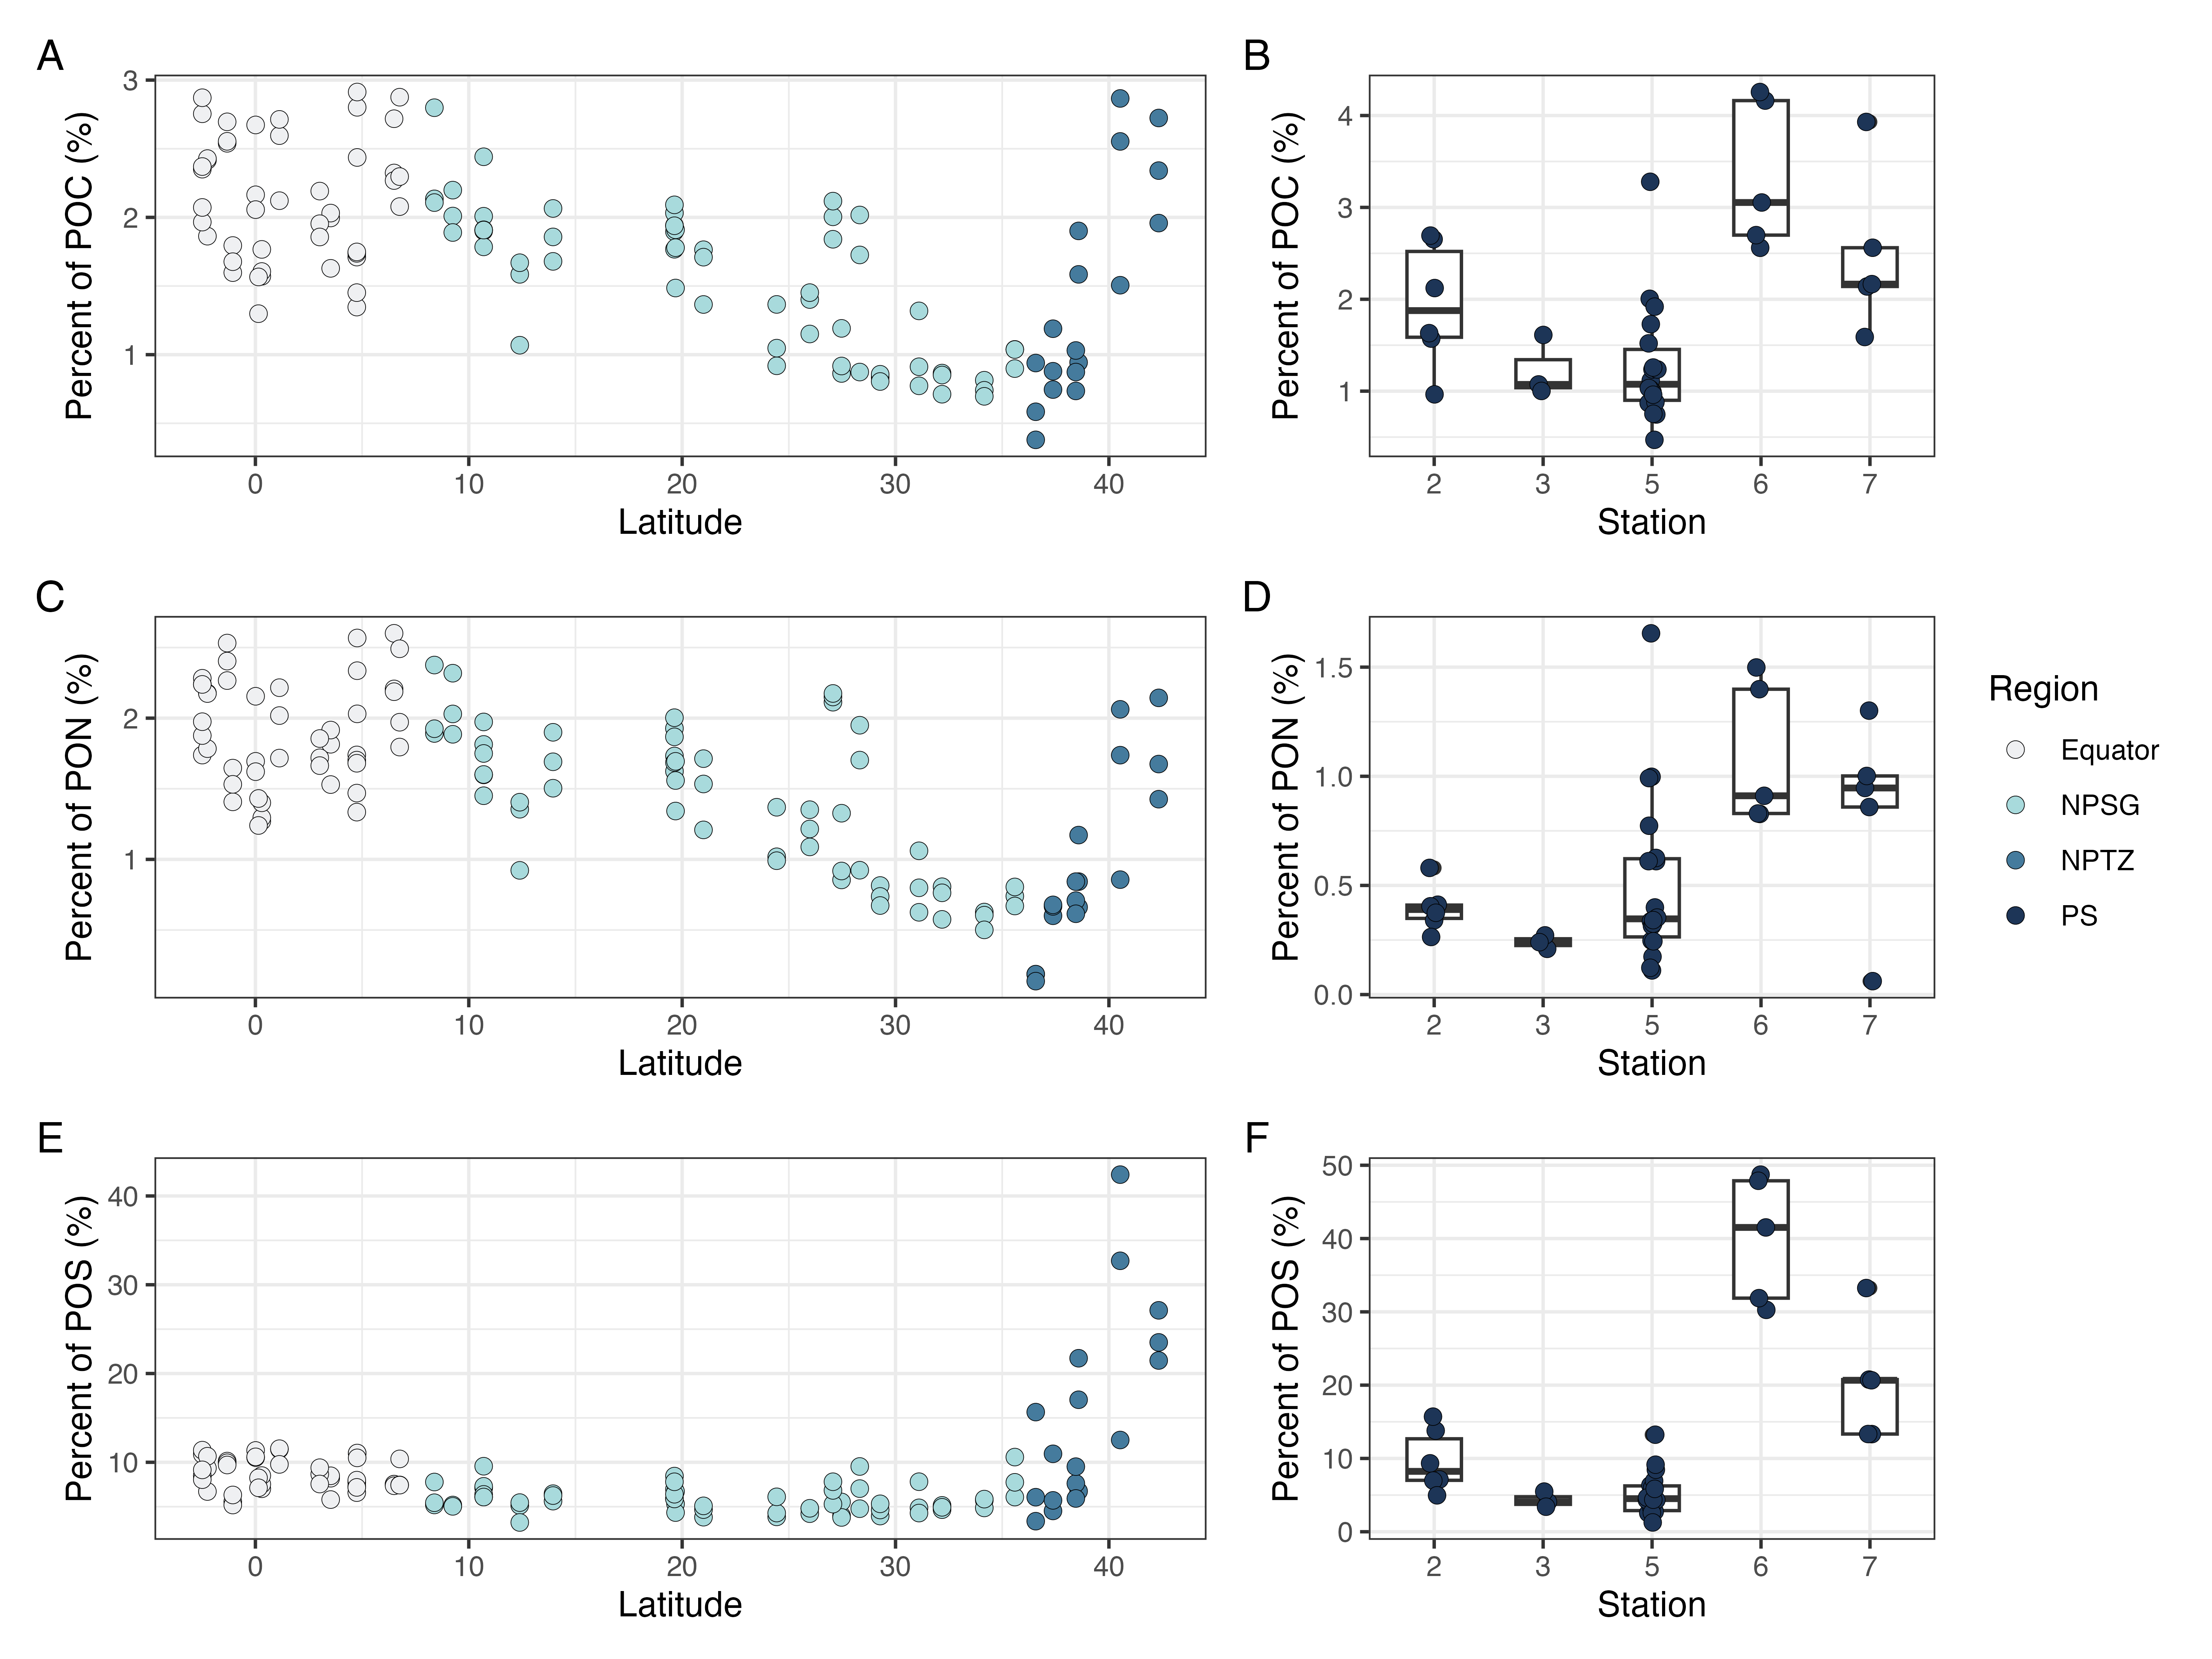 A
Percent of POC (%)
3
2
1
0 10 20 30 40
Latitude
B
Percent of POC (%)
4
3
2
1
2 3 5 6 7
Station
C
Percent of PON (%)
2
1
0 10 20 30 40
Latitude
D
Percent of PON (%)
1.5
1.0
0.5
0.0
2 3 5 6 7
Station
Region
Equator
NPSG
NPTZ
PS
E
Percent of POS (%)
40
30
20
10
0 10 20 30 40
Latitude
F
Percent of POS (%)
50
40
30
20
10
0
2 3 5 6 7
Station